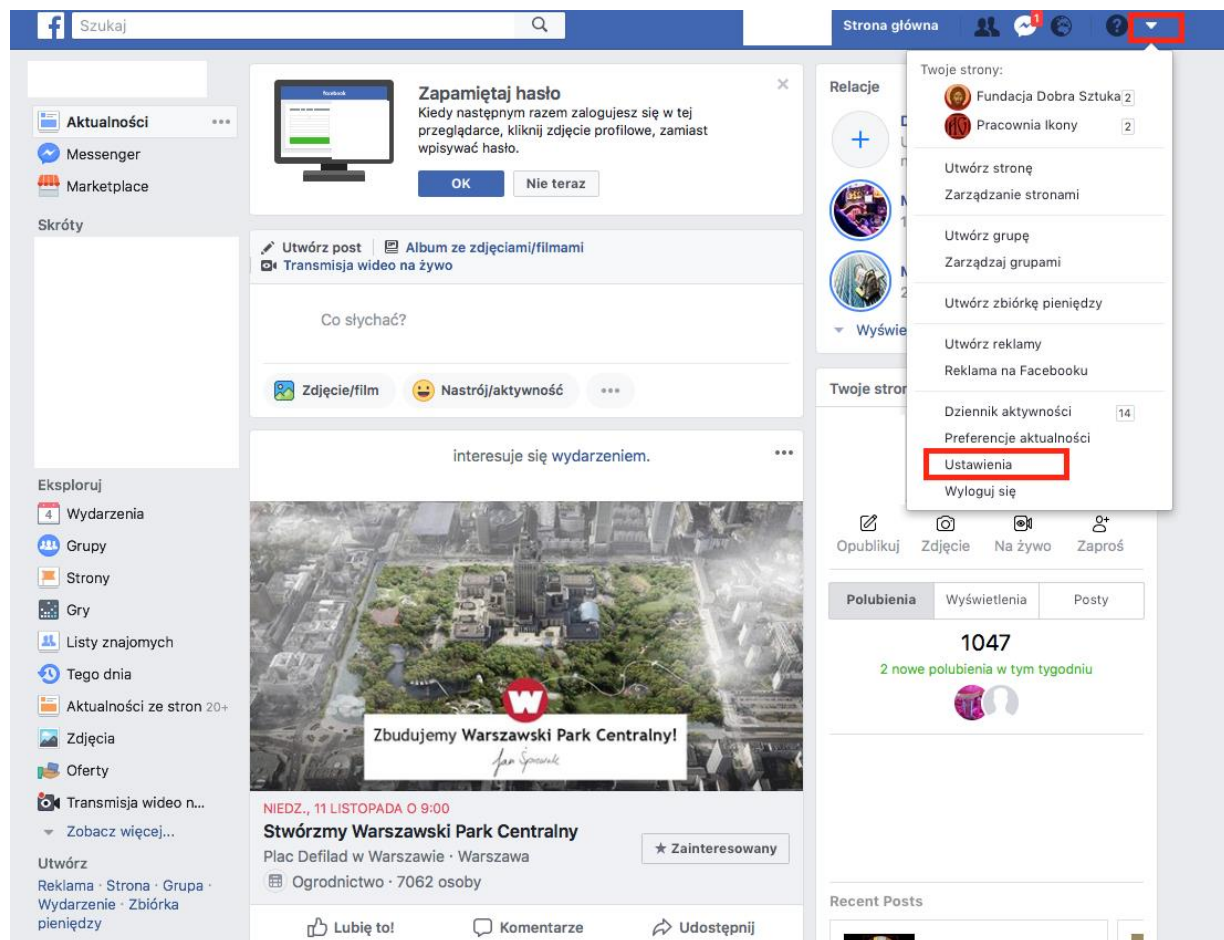 Szukaj
Strona główna
1
Aktualności
Messenger
Marketplace
Skróty
Eksploruj
4 Wydarzenia
Grupy
Strony
Gry
Listy znajomych
Tego dnia
Aktualności ze stron 20+
Zdjęcia
Oferty
Transmisja wideo n...
Zobacz więcej...
Utwórz
Reklama · Strona · Grupa ·
Wydarzenie · Zbiórka
pieniędzy
facebook
Zapamiętaj hasło
Kiedy następnym razem zalogujesz się w tej
przeglądarce, kliknij zdjęcie profilowe, zamiast
wpisywać hasło.
OK
Nie teraz
Utwórz post
Album ze zdjęciami/filmami
Transmisja wideo na żywo
Co słychać?
Zdjęcie/film
Nastrój/aktywność
interesuje się wydarzeniem.
W
Zbudujemy Warszawski Park Centralny!
NIEDZ., 11 LISTOPADA O 9:00
Stwórzmy Warszawski Park Centralny
Plac Defilad w Warszawie · Warszawa
Ogrodnictwo · 7062 osoby
★ Zainteresowany
Lubię to!
Komentarze
Udostępnij
Relacje
Twoje strony:
Fundacja Dobra Sztuka 2
Pracownia Ikony 2
Utwórz stronę
Zarządzanie stronami
Utwórz grupę
Zarządzaj grupami
Utwórz zbiórkę pieniędzy
Utwórz reklamy
Reklama na Facebooku
Dziennik aktywności 14
Preferencje aktualności
Ustawienia
Wyloguj się
Wyświe
Twoje stror
Opublikuj
Zdjęcie
Na żywo
Zaproś
Polubienia
Wyświetlenia
Posty
1047
2 nowe polubienia w tym tygodniu
Recent Posts